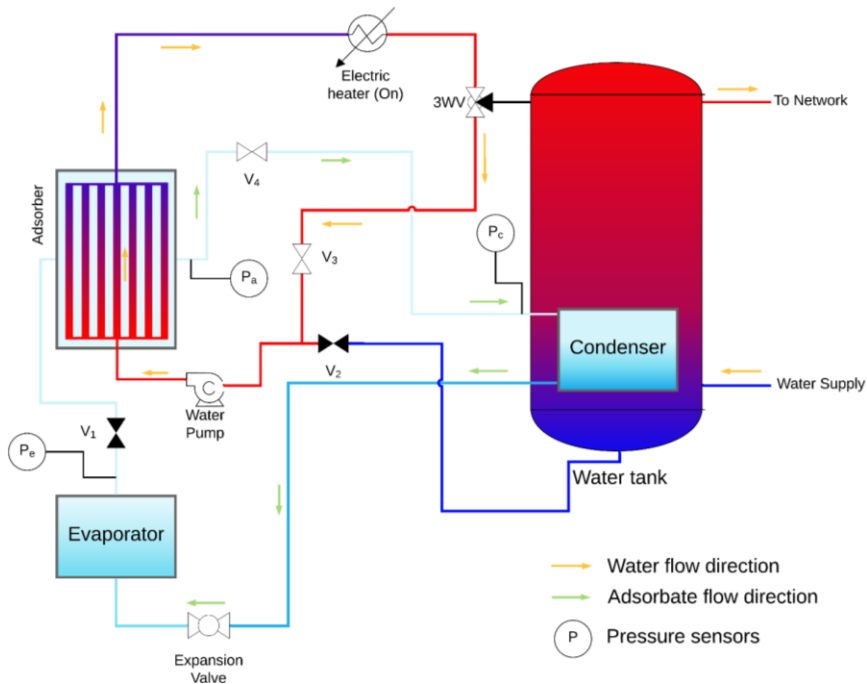 Electric
heater (On)
3WV
To Network
V4
Adsorber
Pc
V3
Pa
Condenser
V2
Water Supply
Water
Pump
V1
Pe
Water tank
Evaporator
Water flow direction
Adsorbate flow direction
P
Pressure sensors
Expansion
Valve
C